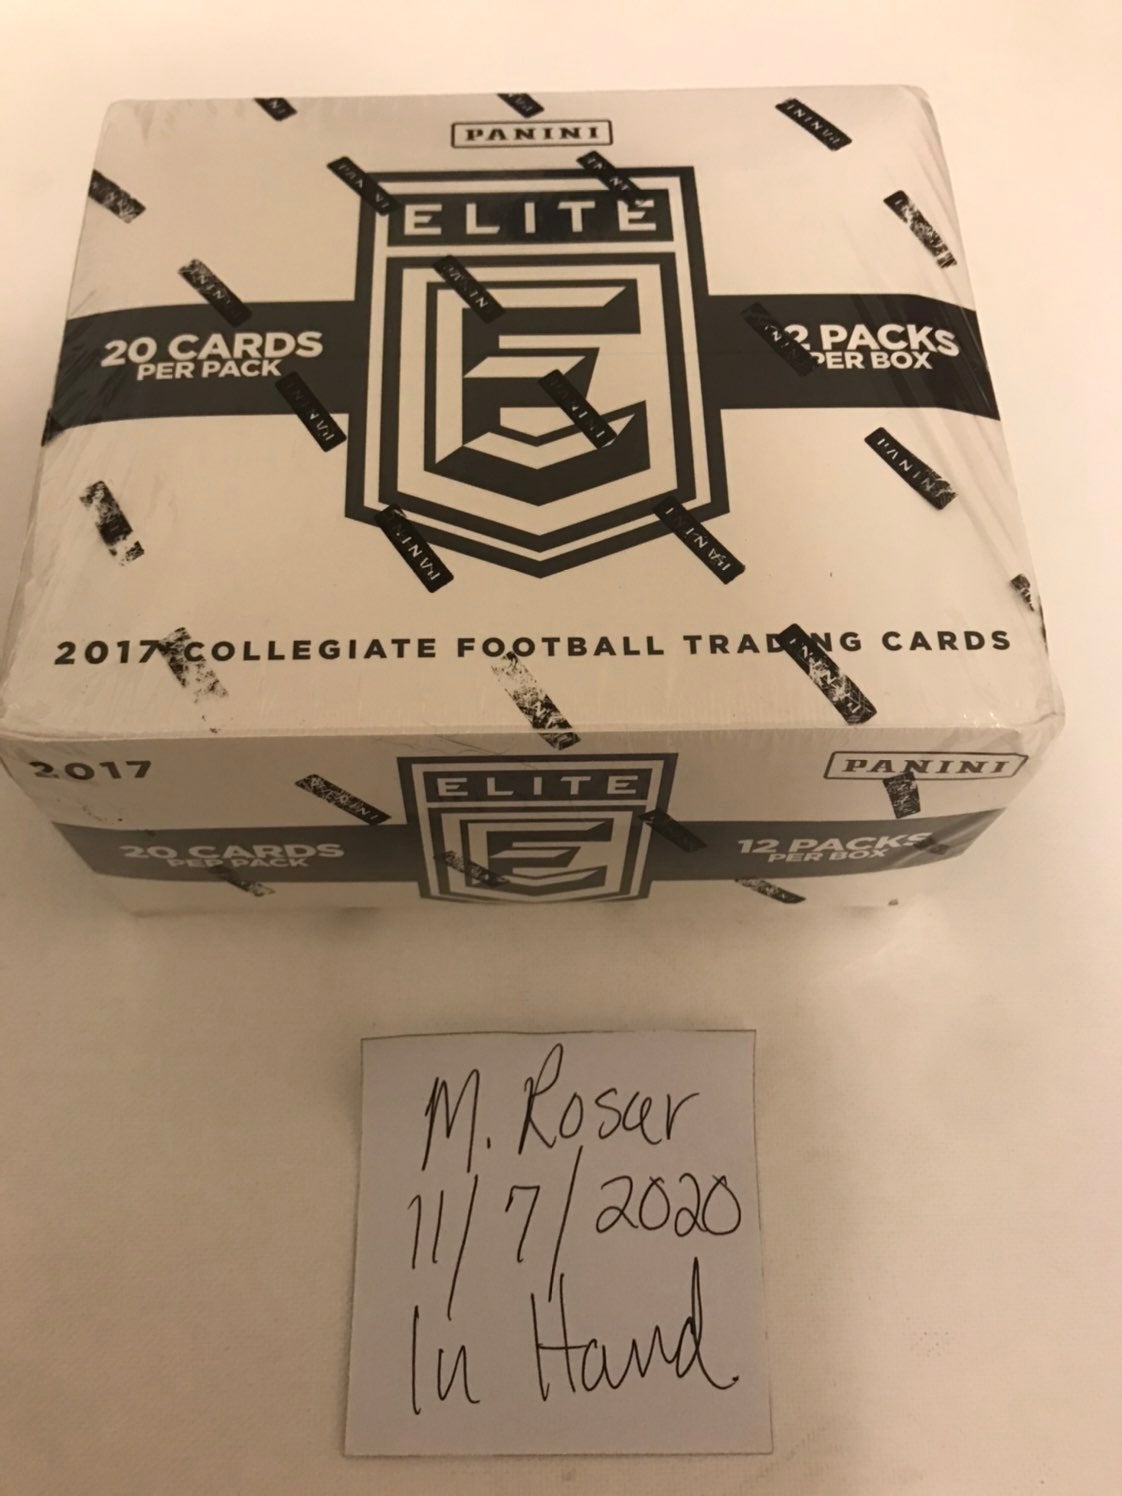 PANINI
ELITE
20 CARDS
PER PACK
12 PACKS
PER BOX
2017 COLLEGIATE FOOTBALL TRADING CARDS
2017
ELITE
PANINI
20 CARDS
PER PACK
12 PACKS
PER BOX
M. Rosar
11/7/2020
In Hand.